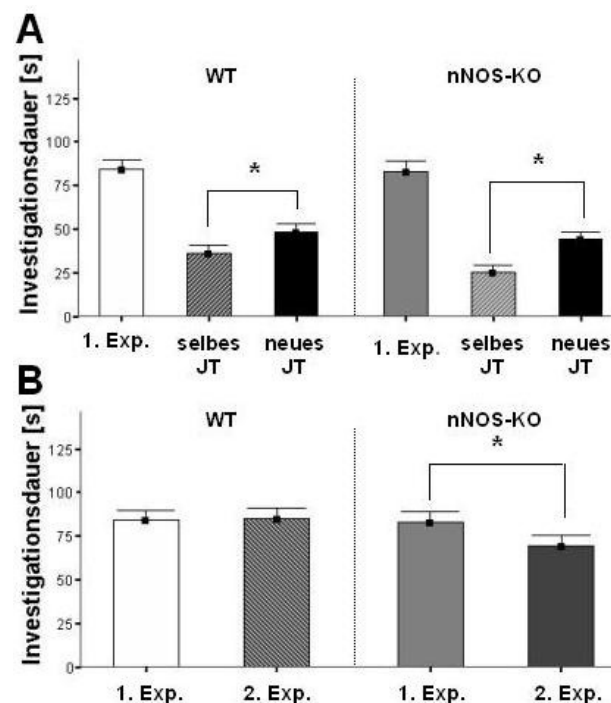 A
WT nNOS-KO
Investigationsdauer [s]
125
100
75
50
25
0
* *
1. Exp. selbes JT neues JT 1. Exp. selbes JT neues JT
B
WT nNOS-KO
Investigationsdauer [s]
125
100
75
50
25
0
*
1. Exp. 2. Exp. 1. Exp. 2. Exp.